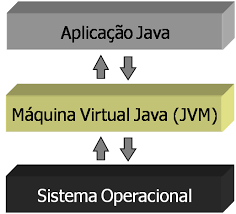 Aplicação Java
Máquina Virtual Java (JVM)
Sistema Operacional